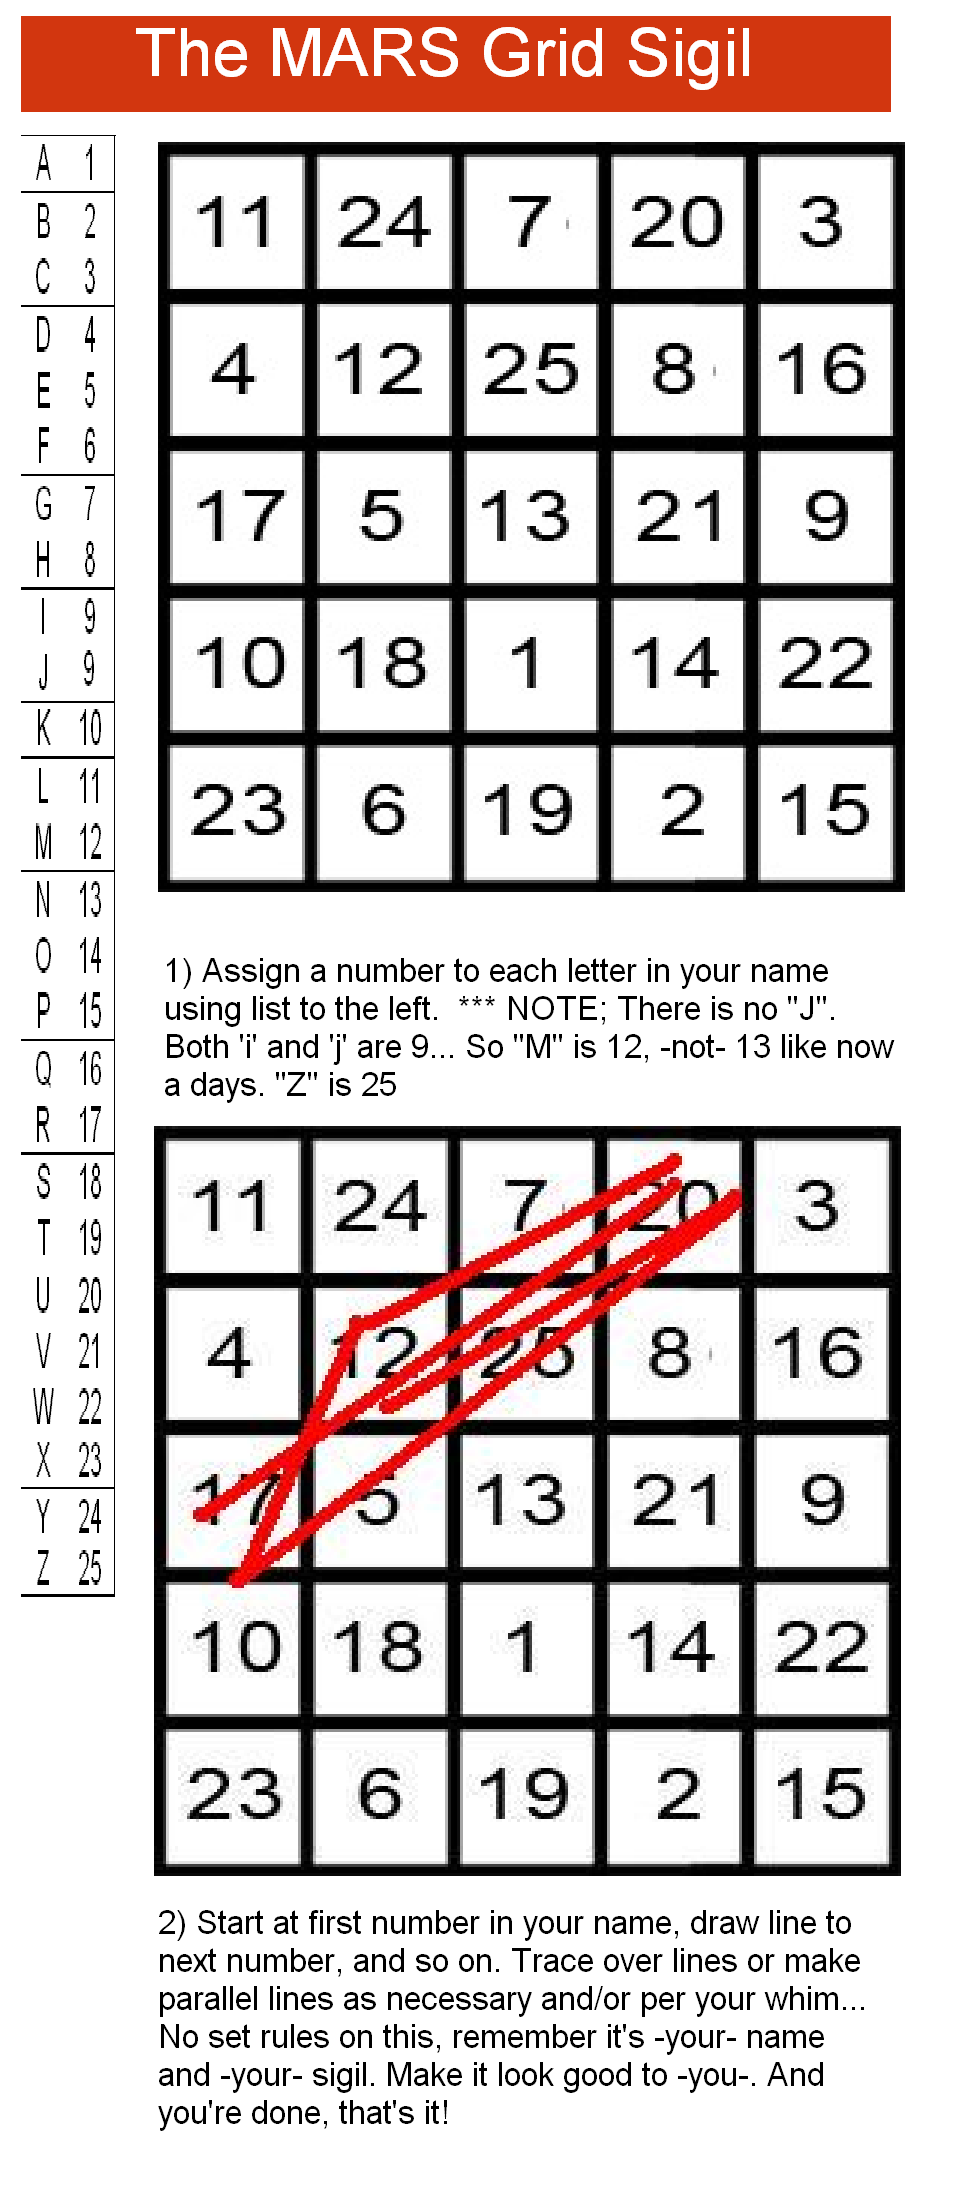 The MARS Grid Sigil
A 1
B 2
C 3
D 4
E 5
F 6
G 7
H 8
I 9
J 9
K 10
L 11
M 12
N 13
O 14
P 15
Q 16
R 17
S 18
T 19
U 20
V 21
W 22
X 23
Y 24
Z 25
11 24 7 20 3
4 12 25 8 16
17 5 13 21 9
10 18 1 14 22
23 6 19 2 15
1) Assign a number to each letter in your name
using list to the left. *** NOTE; There is no "J".
Both 'i' and 'j' are 9... So "M" is 12, -not- 13 like now
a days. "Z" is 25
11 24 7 20 3
4 12 25 8 16
17 5 13 21 9
10 18 1 14 22
23 6 19 2 15
2) Start at first number in your name, draw line to
next number, and so on. Trace over lines or make
parallel lines as necessary and/or per your whim...
No set rules on this, remember it's -your- name
and -your- sigil. Make it look good to -you-. And
you're done, that's it!